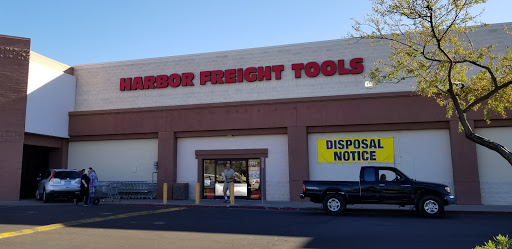 HARBOR FREIGHT TOOLS
DISPOSAL
NOTICE